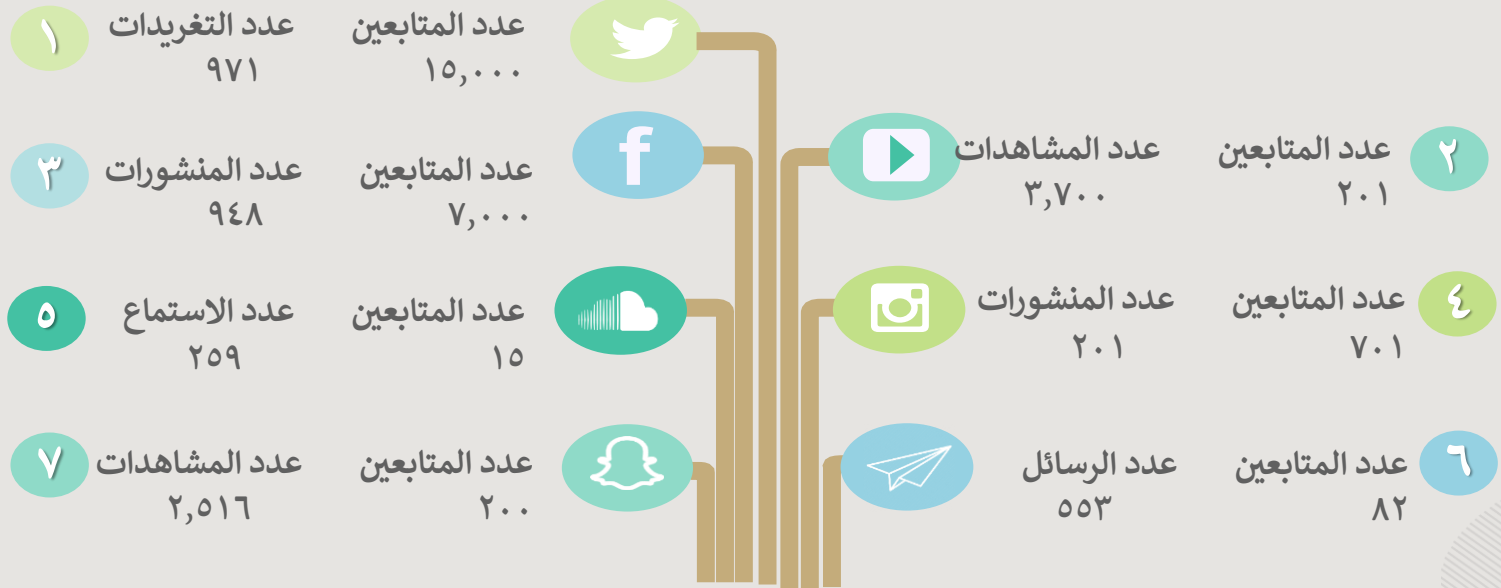 ١
عدد المتابعين
١٥,٠٠٠
عدد التغريدات
٩٧١
٢
عدد المتابعين
٢٠١
عدد المشاهدات
٣,٧٠٠
٣
عدد المتابعين
٧,٠٠٠
عدد المنشورات
٩٤٨
٤
عدد المتابعين
٧٠١
عدد المنشورات
٢٠١
٥
عدد المتابعين
١٥
عدد الاستماع
٢٥٩
٦
عدد المتابعين
٨٢
عدد الرسائل
٥٥٣
٧
عدد المتابعين
٢٠٠
عدد المشاهدات
٢,٥١٦